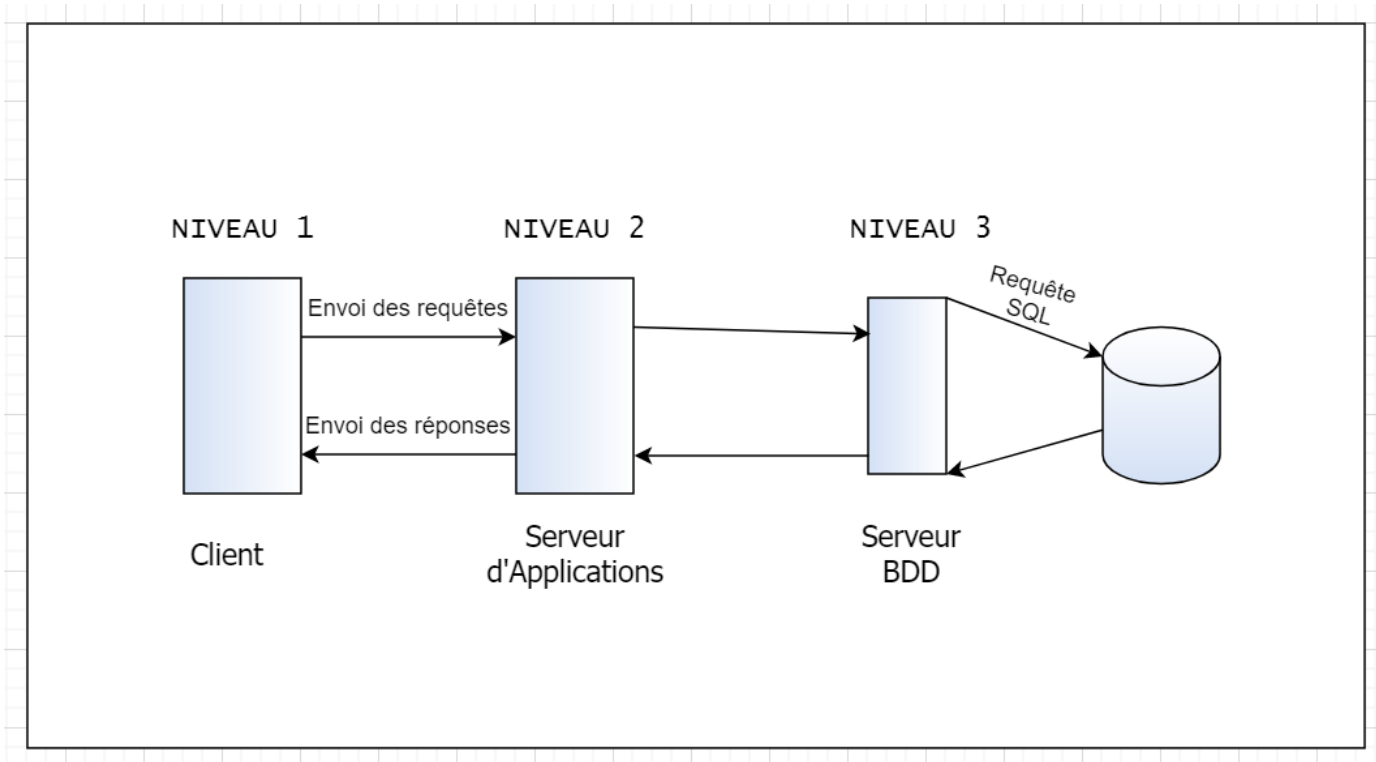 NIVEAU 1
NIVEAU 2
NIVEAU 3
Envoi des requêtes
Requête
SQL
Envoi des réponses
Client
Serveur
d'Applications
Serveur
BDD